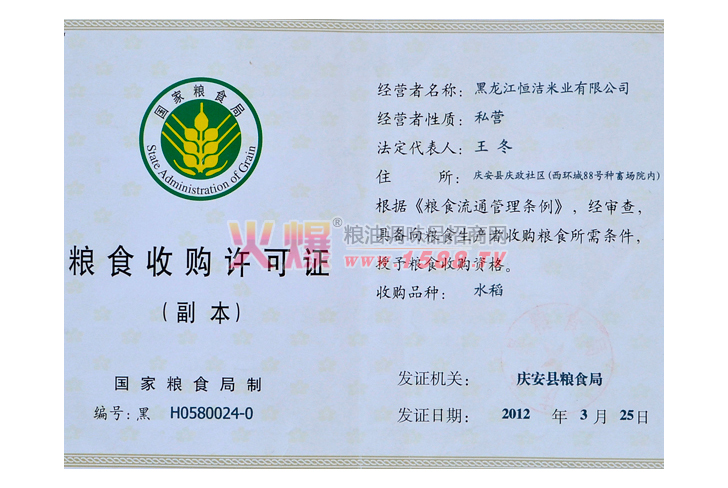 国家粮食局
State Administration of Grain
粮食收购许可证
(副本)
国家粮食局制
编号:黑 H0580024-0
经营者名称:黑龙江恒洁米业有限公司
经营者性质:私营
法定代表人:王冬
住 所:庆安县庆政社区(西环城88号种畜场院内)
根据《粮食流通管理条例》,经审查,
具备向粮食生产者收购粮食所需条件,
授予粮食收购资格。
收购品种:水稻
发证机关:庆安县粮食局
发证日期:2012 年 3 月 25日
火爆®
www.1588.TV